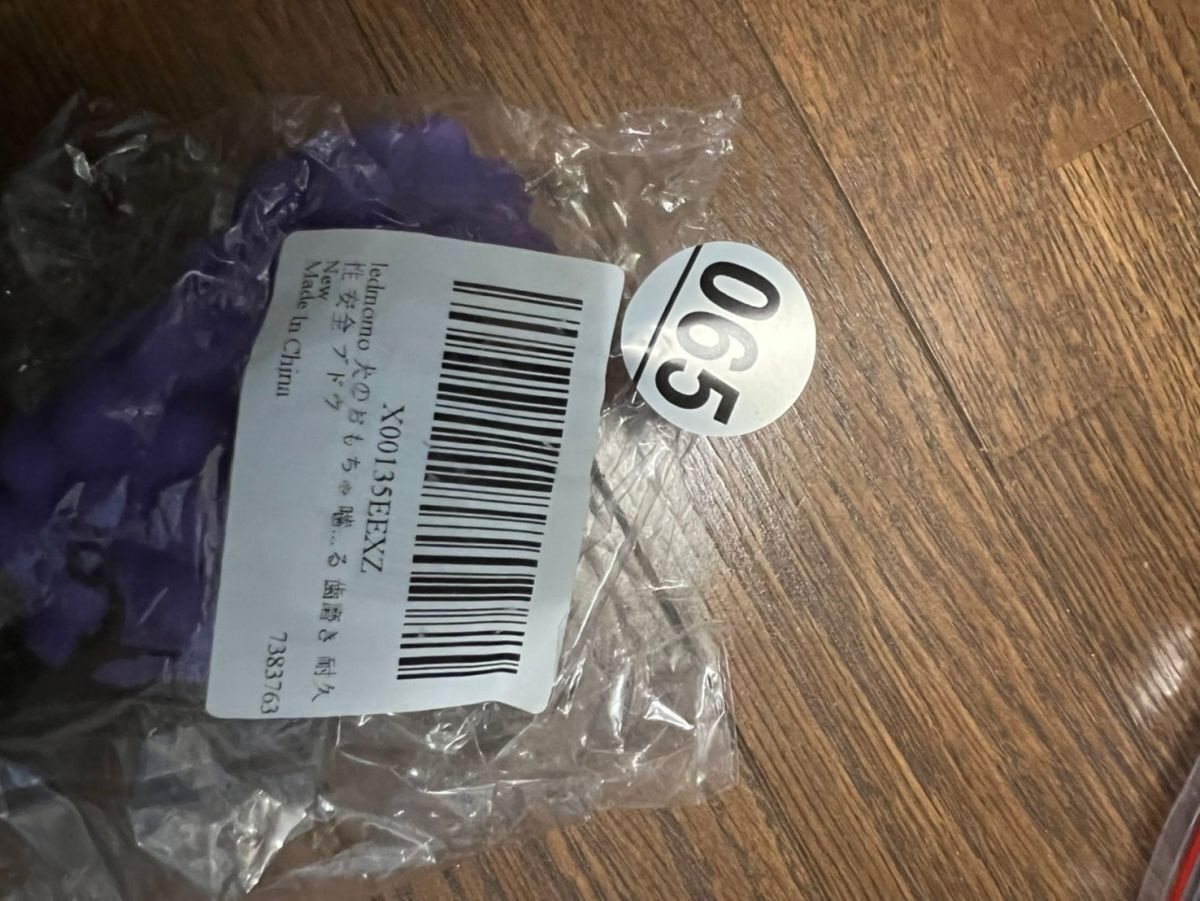 X00135EEXZ
ledmomo 犬のおもちゃ 噛...る 歯磨き 耐久
性 安全 ブドウ
New
Made In China
7383763
065